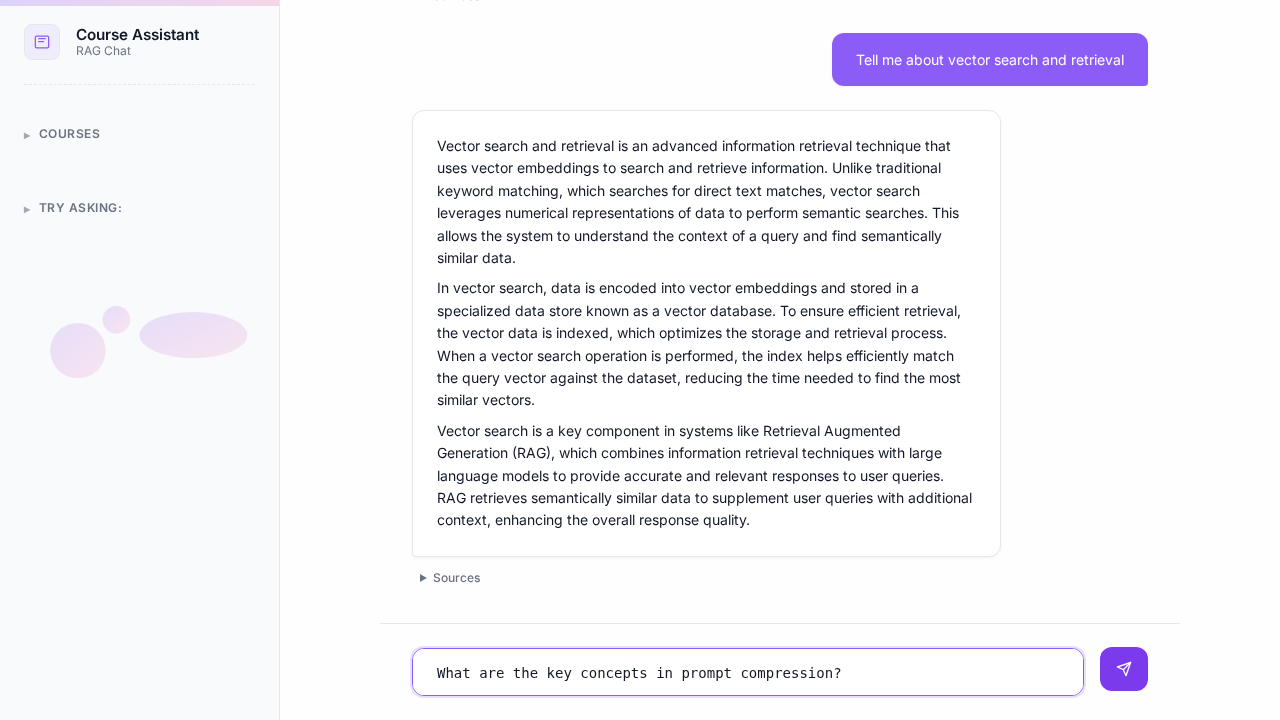 Course Assistant
RAG Chat
▶ COURSES
▶ TRY ASKING:
Tell me about vector search and retrieval
Vector search and retrieval is an advanced information retrieval technique that
uses vector embeddings to search and retrieve information. Unlike traditional
keyword matching, which searches for direct text matches, vector search
leverages numerical representations of data to perform semantic searches. This
allows the system to understand the context of a query and find semantically
similar data.
In vector search, data is encoded into vector embeddings and stored in a
specialized data store known as a vector database. To ensure efficient retrieval,
the vector data is indexed, which optimizes the storage and retrieval process.
When a vector search operation is performed, the index helps efficiently match
the query vector against the dataset, reducing the time needed to find the most
similar vectors.
Vector search is a key component in systems like Retrieval Augmented
Generation (RAG), which combines information retrieval techniques with large
language models to provide accurate and relevant responses to user queries.
RAG retrieves semantically similar data to supplement user queries with additional
context, enhancing the overall response quality.
▶ Sources
What are the key concepts in prompt compression?